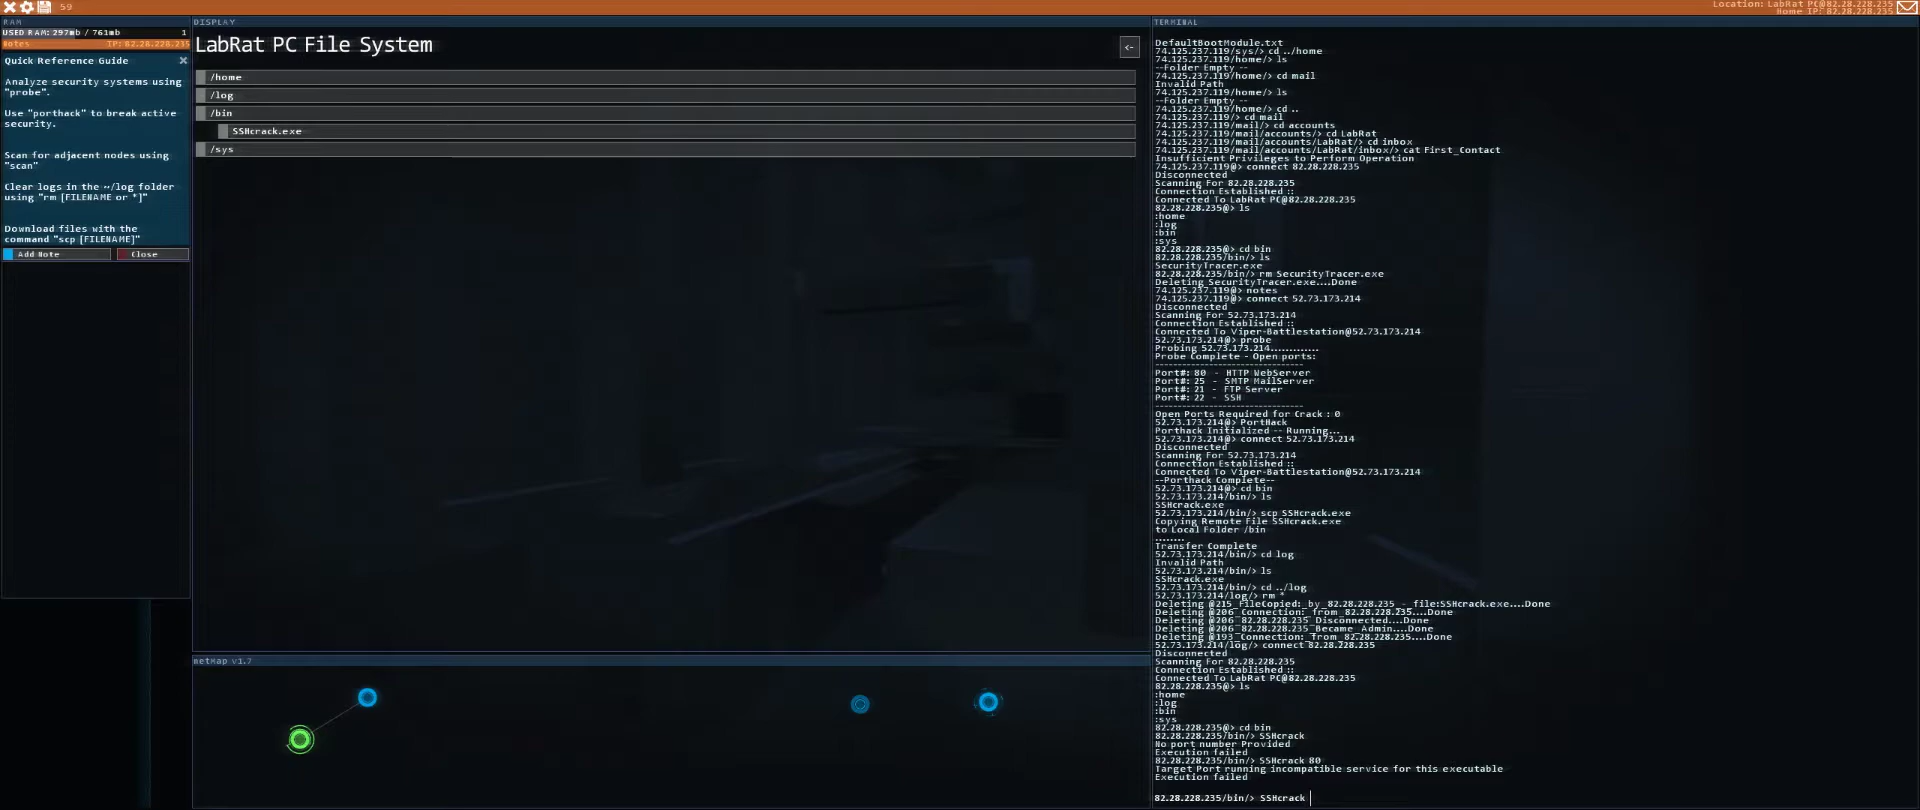 59
Location: LabRat PC@82.28.228.235
Home IP: 82.28.228.235
RAM
USED RAM: 297mb / 761mb 1
Notes IP: 82.28.228.235
Quick Reference Guide
Analyze security systems using
"probe".
Use "porthack" to break active
security.
Scan for adjacent nodes using
"scan"
Clear logs in the ~/log folder
using "rm [FILENAME or *]"
Download files with the
command "scp [FILENAME]"
Add Note Close
DISPLAY
LabRat PC File System
<-
/home
/log
/bin
SSHcrack.exe
/sys
netMap v1.7
TERMINAL
DefaultBootModule.txt
74.125.237.119/sys/> cd ../home
74.125.237.119/home/> ls
--Folder Empty --
74.125.237.119/home/> cd mail
Invalid Path
74.125.237.119/home/> ls
--Folder Empty --
74.125.237.119/home/> cd ..
74.125.237.119/> cd mail
74.125.237.119/mail/> cd accounts
74.125.237.119/mail/accounts/> cd LabRat
74.125.237.119/mail/accounts/LabRat/> cd inbox
74.125.237.119/mail/accounts/LabRat/inbox/> cat First_Contact
Insufficient Privileges to Perform Operation
74.125.237.119@> connect 82.28.228.235
Disconnected
Scanning For 82.28.228.235
Connection Established ::
Connected To LabRat PC@82.28.228.235
82.28.228.235@> ls
:home
:log
:bin
:sys
82.28.228.235@> cd bin
82.28.228.235/bin/> ls
SecurityTracer.exe
82.28.228.235/bin/> rm SecurityTracer.exe
Deleting SecurityTracer.exe....Done
74.125.237.119@> notes
74.125.237.119@> connect 52.73.173.214
Disconnected
Scanning For 52.73.173.214
Connection Established ::
Connected To Viper-Battlestation@52.73.173.214
52.73.173.214@> probe
Probing 52.73.173.214.............
Probe Complete - Open ports:
---------------------------------
Port#: 80 - HTTP WebServer
Port#: 25 - SMTP MailServer
Port#: 21 - FTP Server
Port#: 22 - SSH
---------------------------------
Open Ports Required for Crack : 0
52.73.173.214@> PortHack
Porthack Initialized -- Running...
52.73.173.214@> connect 52.73.173.214
Disconnected
Scanning For 52.73.173.214
Connection Established ::
Connected To Viper-Battlestation@52.73.173.214
--Porthack Complete--
52.73.173.214@> cd bin
52.73.173.214/bin/> ls
SSHcrack.exe
52.73.173.214/bin/> scp SSHcrack.exe
Copying Remote File SSHcrack.exe
to Local Folder /bin
........
Transfer Complete
52.73.173.214/bin/> cd log
Invalid Path
52.73.173.214/bin/> ls
SSHcrack.exe
52.73.173.214/bin/> cd ../log
52.73.173.214/log/> rm *
Deleting @215_FileCopied:_by_82.28.228.235_-_file:SSHcrack.exe....Done
Deleting @206_Connection:_from_82.28.228.235....Done
Deleting @206_82.28.228.235_Disconnected....Done
Deleting @206_82.28.228.235_Became_Admin....Done
Deleting @193_Connection:_from_82.28.228.235....Done
52.73.173.214/log/> connect 82.28.228.235
Disconnected
Scanning For 82.28.228.235
Connection Established ::
Connected To LabRat PC@82.28.228.235
82.28.228.235@> ls
:home
:log
:bin
:sys
82.28.228.235@> cd bin
82.28.228.235/bin/> SSHcrack
No port number Provided
Execution failed
82.28.228.235/bin/> SSHcrack 80
Target Port running incompatible service for this executable
Execution failed
82.28.228.235/bin/> SSHcrack